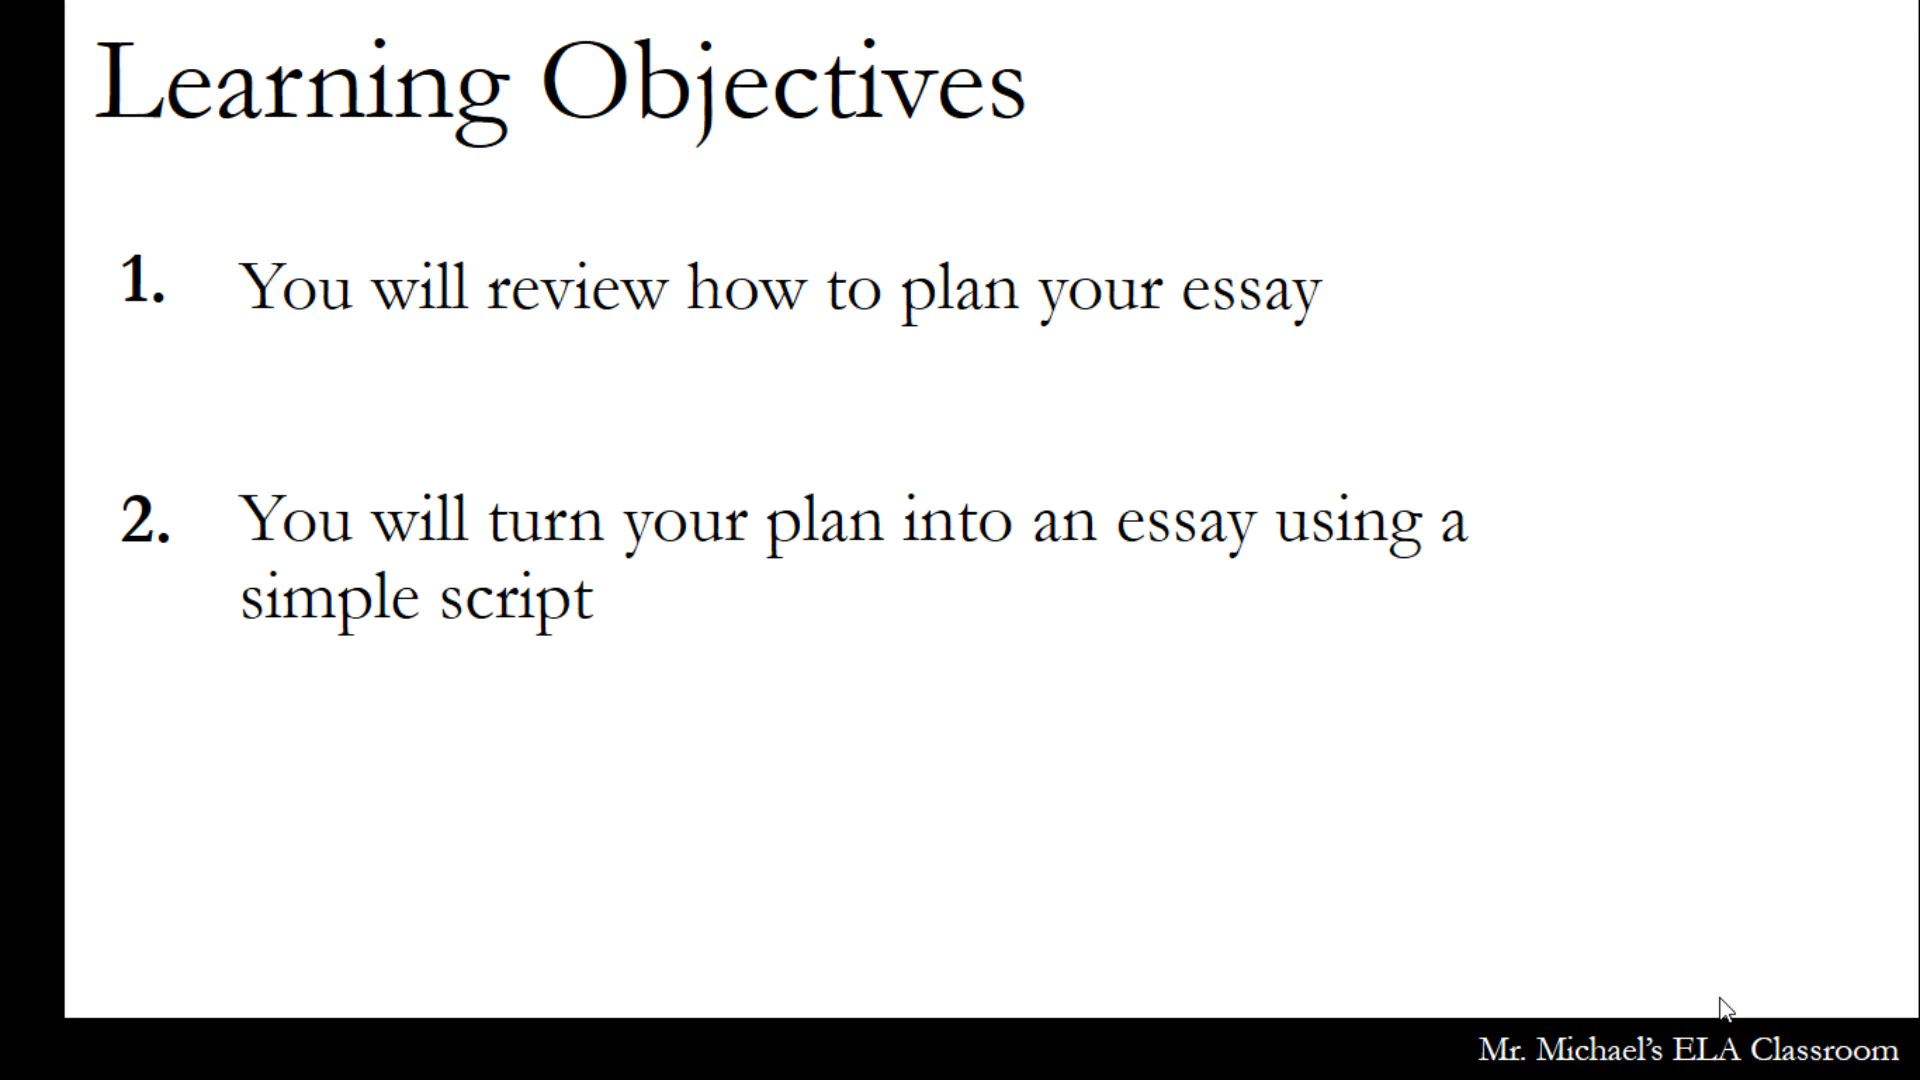 Learning Objectives
1. You will review how to plan your essay
2. You will turn your plan into an essay using a
simple script
Mr. Michael’s ELA Classroom